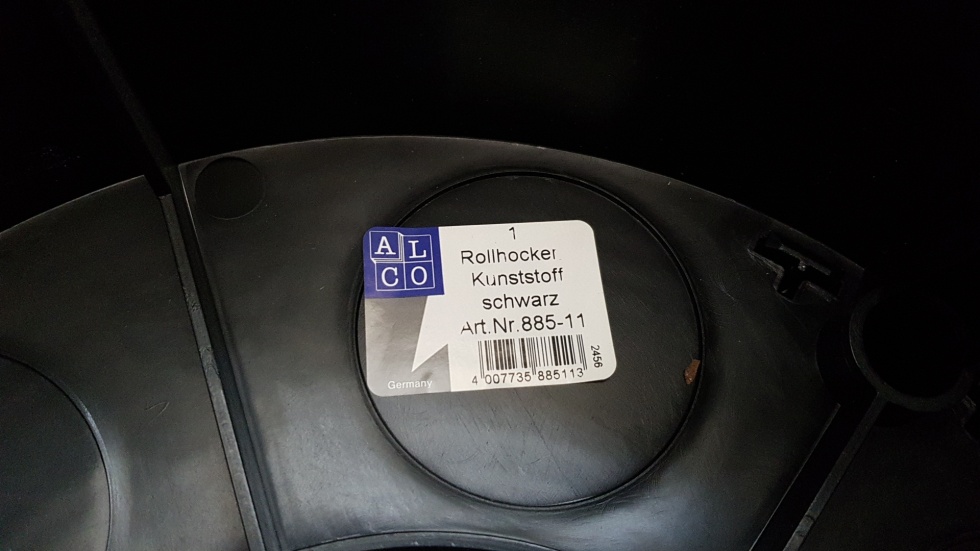 AL
CO
1
Rollhocker
Kunststoff
schwarz
Art.Nr.885-11
2456
4 007735 885113
Germany